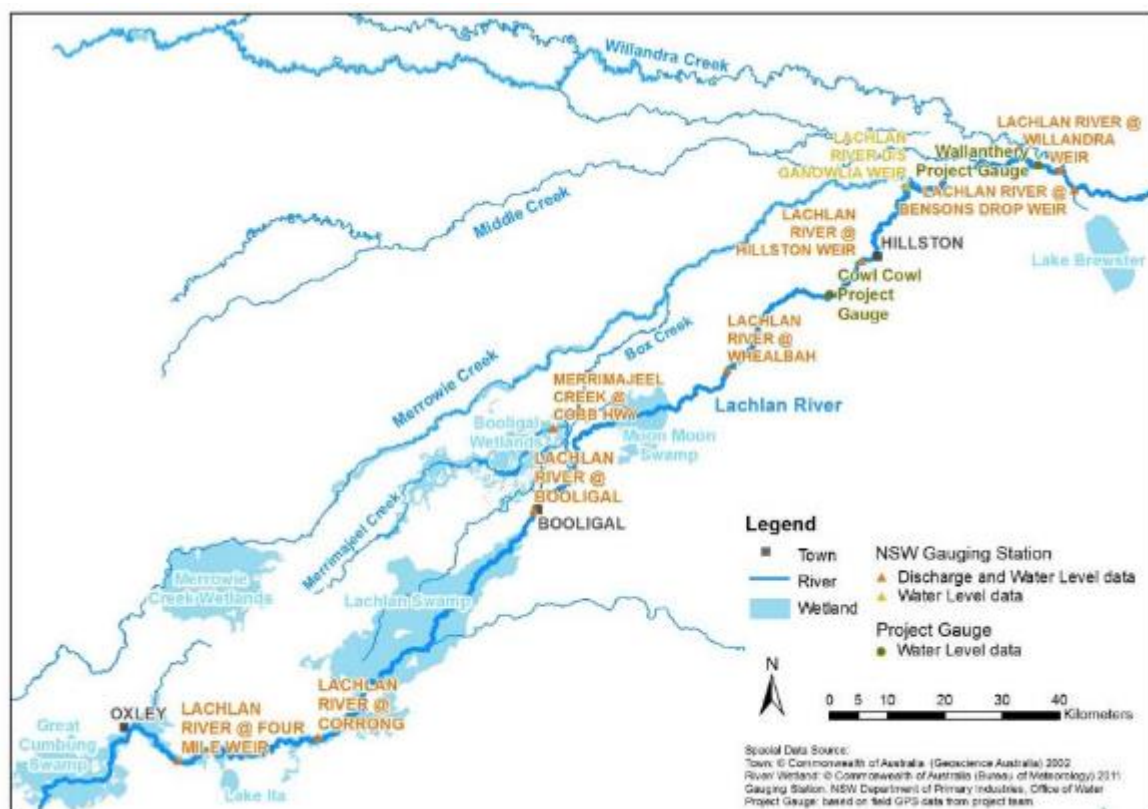 Willandra Creek
LACHLAN RIVER @
WILLANDRA
WEIR
LACHLAN
RIVER D/S
GANOWLIA WEIR
Wallanthery
Project Gauge
LACHLAN RIVER @
BENSONS DROP WEIR
Middle Creek
LACHLAN
RIVER @
HILLSTON WEIR
HILLSTON
Lake Brewster
Cowl Cowl
Project
Gauge
Box Creek
LACHLAN
RIVER @
WHEALBAH
Merrowie Creek
MERRIMAJEEL
CREEK @
COBB HWY
Lachlan River
Booligal
Wetlands
Moon Moon
Swamp
LACHLAN
RIVER @
BOOLIGAL
BOOLIGAL
Merrimajeel Creek
Merrowie
Creek Wetlands
Lachlan Swamp
LACHLAN
RIVER @
CORRONG
OXLEY
LACHLAN
RIVER @ FOUR
MILE WEIR
Great
Cumbung
Swamp
Lake Ita
Legend
Town
River
Wetland
NSW Gauging Station
Discharge and Water Level data
Water Level data
Project Gauge
Water Level data
N
0 5 10 20 30 40
Kilometers
Spacial Data Source:
Town: © Commonwealth of Australia (Geoscience Australia) 2002
River Wetland: © Commonwealth of Australia (Bureau of Meteorology) 2011
Gauging Station, NSW Department of Primary Industries, Office of Water
Project Gauge: based on field GPS data from project team